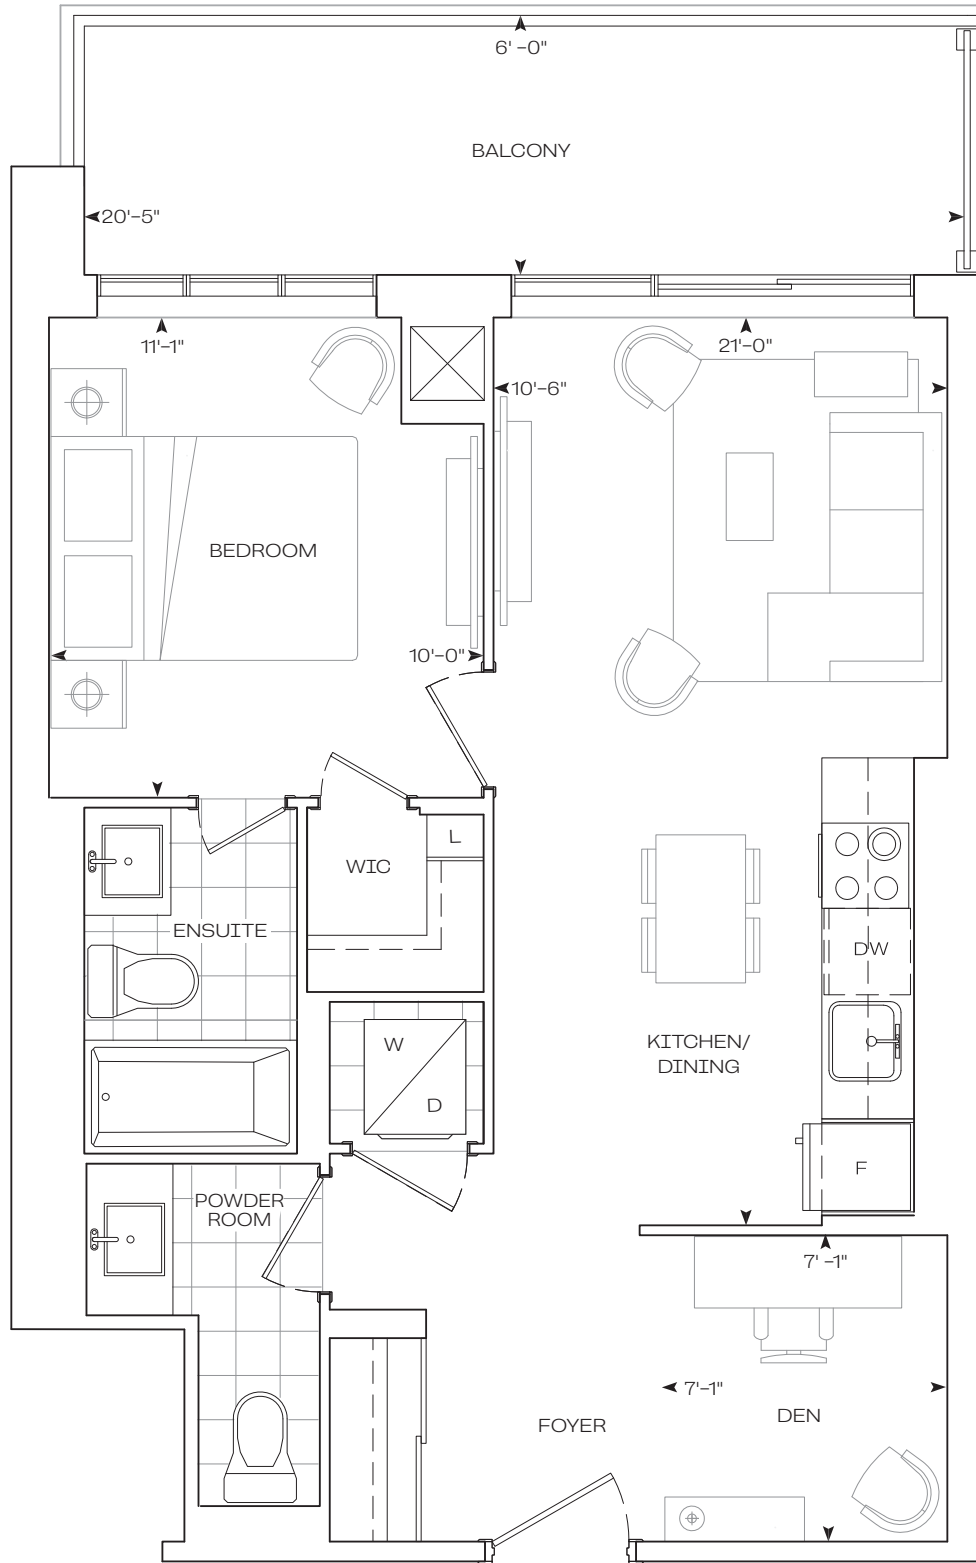 6'-0"
BALCONY
20'-5"
11'-1"
21'-0"
10'-6"
BEDROOM
10'-0"
L
WIC
ENSUITE
DW
W
D
KITCHEN/
DINING
F
POWDER
ROOM
7'-1"
7'-1"
FOYER
DEN